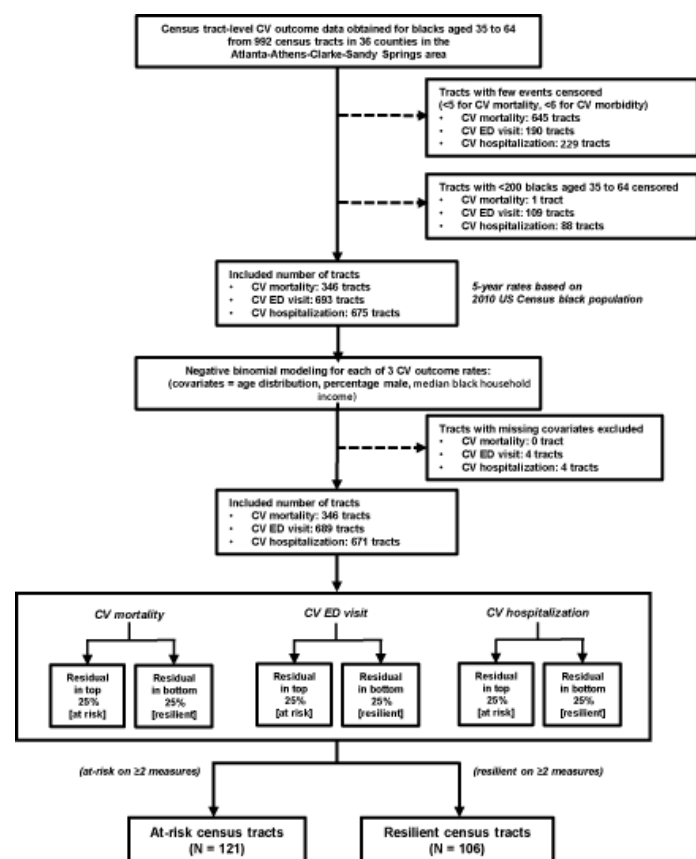 Census tract-level CV outcome data obtained for blacks aged 35 to 64
from 992 census tracts in 36 counties in the
Atlanta-Athens-Clarke-Sandy Springs area
Tracts with few events censored
(<5 for CV mortality, <6 for CV morbidity)
• CV mortality: 645 tracts
• CV ED visit: 190 tracts
• CV hospitalization: 229 tracts
Tracts with <200 blacks aged 35 to 64 censored
• CV mortality: 1 tract
• CV ED visit: 109 tracts
• CV hospitalization: 88 tracts
Included number of tracts
• CV mortality: 346 tracts
• CV ED visit: 693 tracts
• CV hospitalization: 675 tracts
5-year rates based on
2010 US Census black population
Negative binomial modeling for each of 3 CV outcome rates:
(covariates = age distribution, percentage male, median black household
income)
Tracts with missing covariates excluded
• CV mortality: 0 tract
• CV ED visit: 4 tracts
• CV hospitalization: 4 tracts
Included number of tracts
• CV mortality: 346 tracts
• CV ED visit: 689 tracts
• CV hospitalization: 671 tracts
CV mortality
CV ED visit
CV hospitalization
Residual
in top
25%
[at risk]
Residual
in bottom
25%
[resilient]
Residual
in top
25%
[at risk]
Residual
in bottom
25%
[resilient]
Residual
in top
25%
[at risk]
Residual
in bottom
25%
[resilient]
(at-risk on ≥2 measures)
(resilient on ≥2 measures)
At-risk census tracts
(N = 121)
Resilient census tracts
(N = 106)